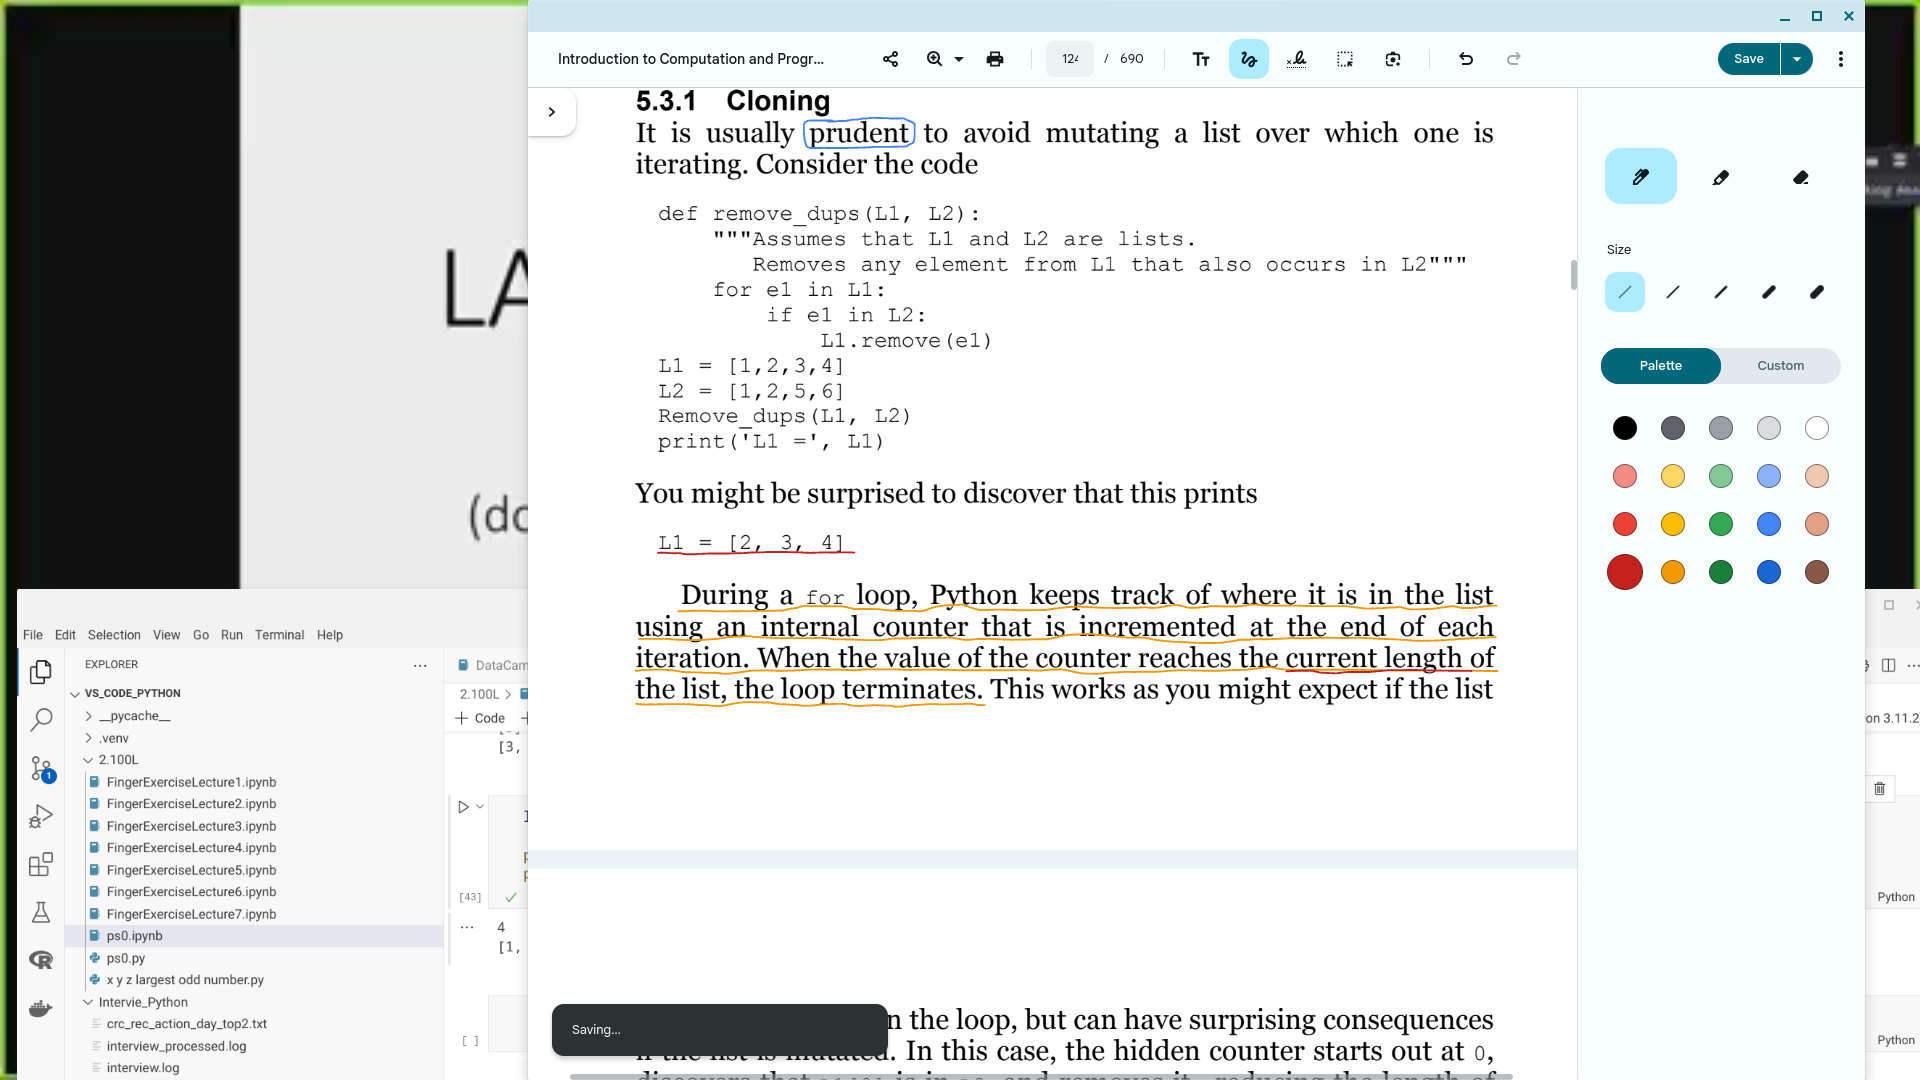 Introduction to Computation and Progr...
124 / 690
Save
5.3.1 Cloning
It is usually prudent to avoid mutating a list over which one is
iterating. Consider the code
def remove_dups(L1, L2):
"""Assumes that L1 and L2 are lists.
Removes any element from L1 that also occurs in L2"""
for e1 in L1:
if e1 in L2:
L1.remove(e1)
L1 = [1,2,3,4]
L2 = [1,2,5,6]
Remove_dups(L1, L2)
print('L1 =', L1)
You might be surprised to discover that this prints
L1 = [2, 3, 4]
During a for loop, Python keeps track of where it is in the list
using an internal counter that is incremented at the end of each
iteration. When the value of the counter reaches the current length of
the list, the loop terminates. This works as you might expect if the list
n the loop, but can have surprising consequences
if the list is mutated. In this case, the hidden counter starts out at 0,
Saving...
Size
Palette
Custom
LA
(do
File Edit Selection View Go Run Terminal Help
EXPLORER
VS_CODE_PYTHON
__pycache__
.venv
2.100L
FingerExerciseLecture1.ipynb
FingerExerciseLecture2.ipynb
FingerExerciseLecture3.ipynb
FingerExerciseLecture4.ipynb
FingerExerciseLecture5.ipynb
FingerExerciseLecture6.ipynb
FingerExerciseLecture7.ipynb
ps0.ipynb
ps0.py
x y z largest odd number.py
Intervie_Python
crc_rec_action_day_top2.txt
interview_processed.log
interview.log
1
DataCam
2.100L >
+ Code
[3,
[43]
4
[1,
[ ]
on 3.11.2
Python
Python